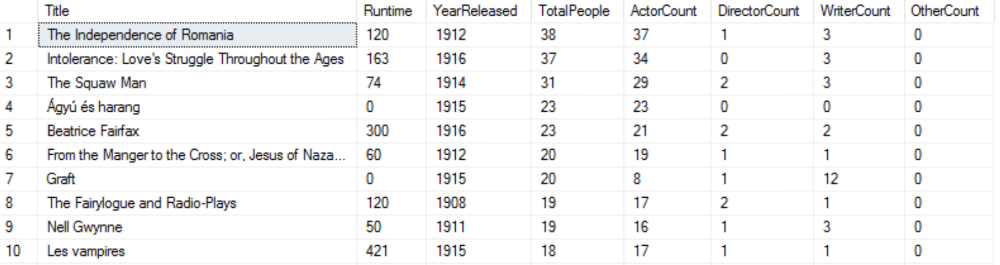 Title Runtime YearReleased TotalPeople ActorCount DirectorCount WriterCount OtherCount
1 The Independence of Romania 120 1912 38 37 1 3 0
2 Intolerance: Love's Struggle Throughout the Ages 163 1916 37 34 0 3 0
3 The Squaw Man 74 1914 31 29 2 3 0
4 Ágyú és harang 0 1915 23 23 0 0 0
5 Beatrice Fairfax 300 1916 23 21 2 2 0
6 From the Manger to the Cross; or, Jesus of Naza... 60 1912 20 19 1 1 0
7 Graft 0 1915 20 8 1 12 0
8 The Fairylogue and Radio-Plays 120 1908 19 17 2 1 0
9 Nell Gwynne 50 1911 19 16 1 3 0
10 Les vampires 421 1915 18 17 1 1 0